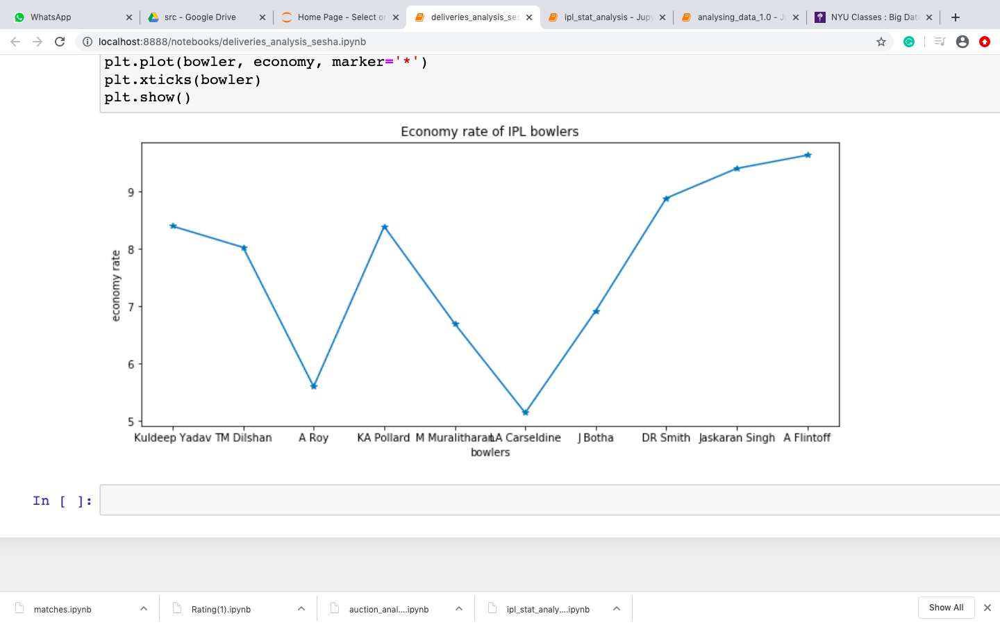 WhatsApp
src - Google Drive
Home Page - Select or
deliveries_analysis_ses
ipl_stat_analysis - Jupy
analysing_data_1.0 - Ju
NYU Classes : Big Data
localhost:8888/notebooks/deliveries_analysis_sesha.ipynb
plt.plot(bowler, economy, marker='*')
plt.xticks(bowler)
plt.show()
Economy rate of IPL bowlers
economy rate
9
8
7
6
5
Kuldeep Yadav TM Dilshan A Roy KA Pollard M Muralitharan LA Carseldine J Botha DR Smith Jaskaran Singh A Flintoff
bowlers
In [ ]:
matches.ipynb
Rating(1).ipynb
auction_anal....ipynb
ipl_stat_analy....ipynb
Show All